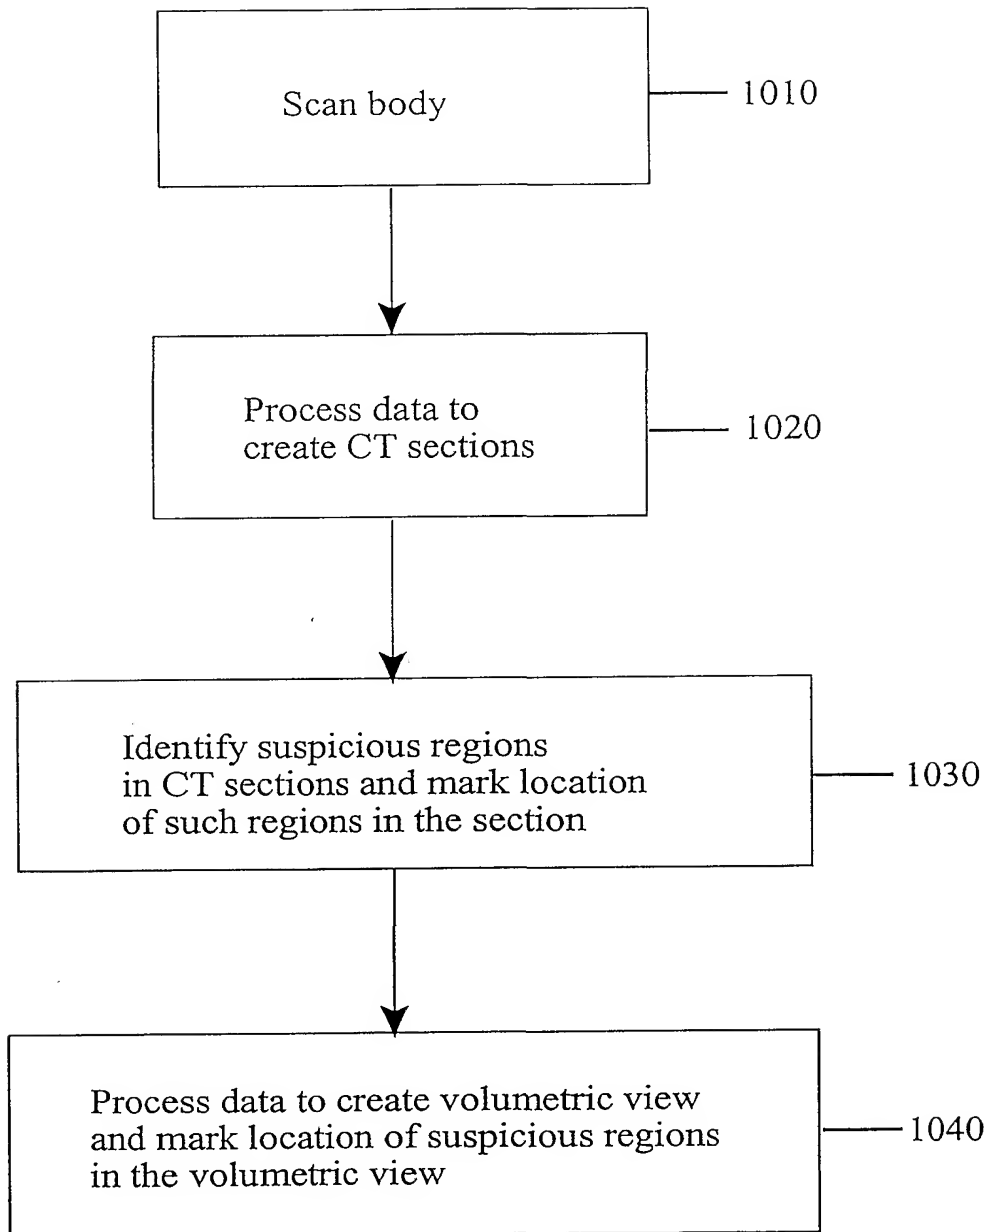 Scan body
1010
Process data to
create CT sections
1020
Identify suspicious regions
in CT sections and mark location
of such regions in the section
1030
Process data to create volumetric view
and mark location of suspicious regions
in the volumetric view
1040